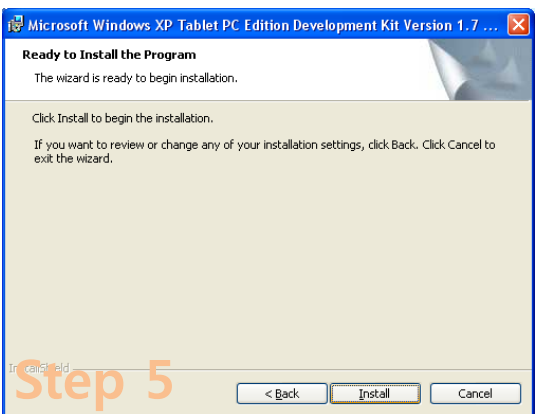 Microsoft Windows XP Tablet PC Edition Development Kit Version 1.7 ...
Ready to Install the Program
The wizard is ready to begin installation.
Click Install to begin the installation.
If you want to review or change any of your installation settings, click Back. Click Cancel to
exit the wizard.
InstallShield
Step 5
< Back
Install
Cancel